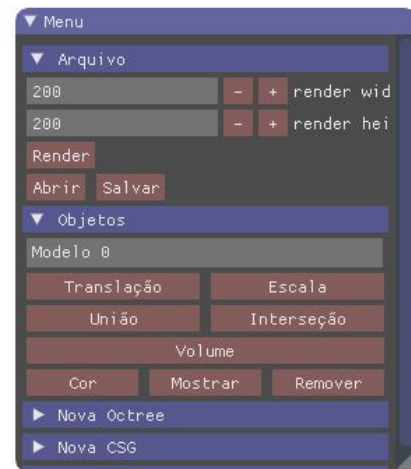 Menu
Arquivo
200 - + render wid
200 - + render hei
Render
Abrir Salvar
Objetos
Modelo 0
Translação Escala
União Interseção
Volume
Cor Mostrar Remover
Nova Octree
Nova CSG